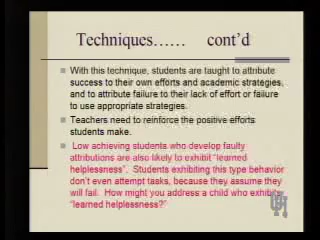 Techniques…… cont'd
With this technique, students are taught to attribute
success to their own efforts and academic strategies,
and to attribute failure to their lack of effort or failure
to use appropriate strategies.
Teachers need to reinforce the positive efforts
students make.
Low achieving students who develop faulty
attributions are also likely to exhibit "learned
helplessness". Students exhibiting this type behavior
don't even attempt tasks, because they assume they
will fail. How might you address a child who exhibits
"learned helplessness?"